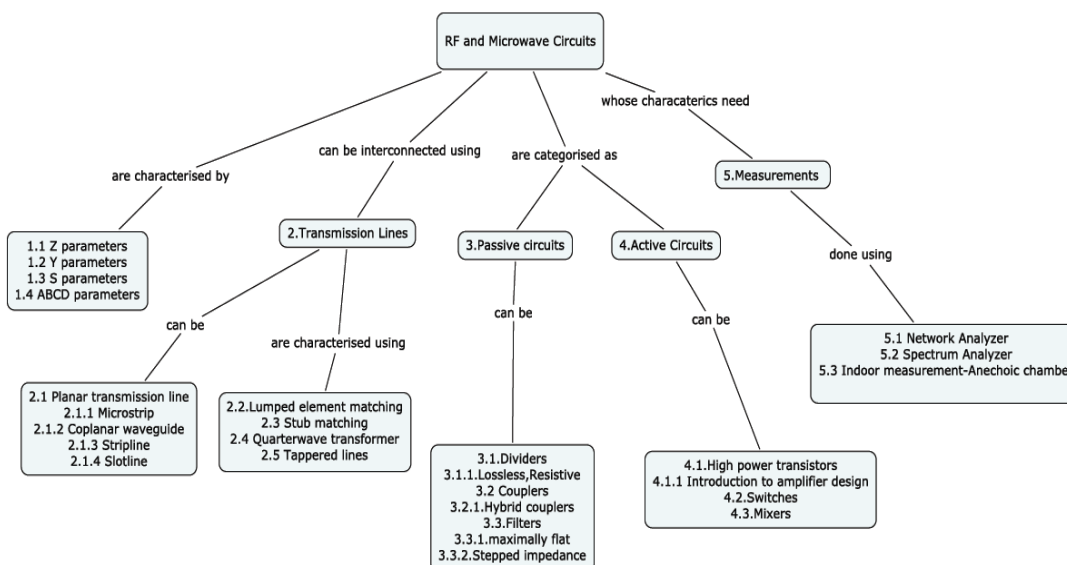 RF and Microwave Circuits
whose characaterics need
can be interconnected using
are categorised as
are characterised by
5.Measurements
1.1 Z parameters
1.2 Y parameters
1.3 S parameters
1.4 ABCD parameters
2.Transmission Lines
3.Passive circuits
4.Active Circuits
done using
can be
are characterised using
can be
can be
5.1 Network Analyzer
5.2 Spectrum Analyzer
5.3 Indoor measurement-Anechoic chamber
2.1 Planar transmission line
2.1.1 Microstrip
2.1.2 Coplanar waveguide
2.1.3 Stripline
2.1.4 Slotline
2.2.Lumped element matching
2.3 Stub matching
2.4 Quarterwave transformer
2.5 Tappered lines
3.1.Dividers
3.1.1.Lossless,Resistive
3.2 Couplers
3.2.1.Hybrid couplers
3.3.Filters
3.3.1.maximally flat
3.3.2.Stepped impedance
4.1.High power transistors
4.1.1 Introduction to amplifier design
4.2.Switches
4.3.Mixers